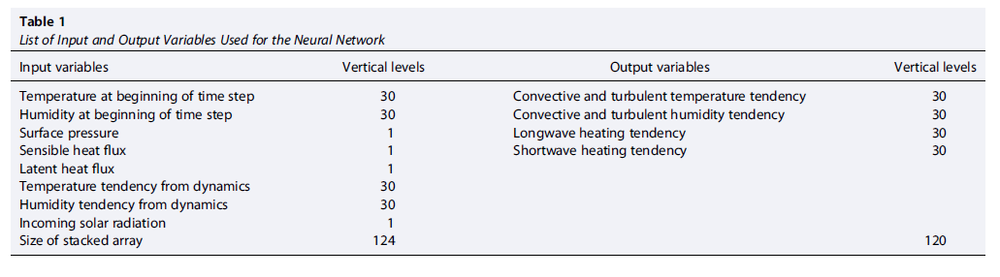 Table 1
List of Input and Output Variables Used for the Neural Network
Input variables Vertical levels Output variables Vertical levels
Temperature at beginning of time step 30 Convective and turbulent temperature tendency 30
Humidity at beginning of time step 30 Convective and turbulent humidity tendency 30
Surface pressure 1 Longwave heating tendency 30
Sensible heat flux 1 Shortwave heating tendency 30
Latent heat flux 1
Temperature tendency from dynamics 30
Humidity tendency from dynamics 30
Incoming solar radiation 1
Size of stacked array 124 120